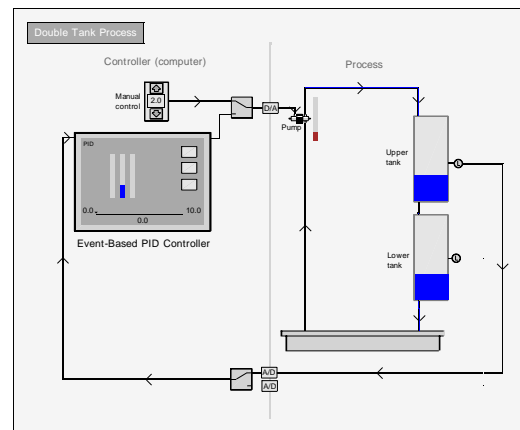 Double Tank Process
Controller (computer)
Process
Manual
control
2.0
D/A
Pump
PID
Upper
tank
0.0
10.0
0.0
Event-Based PID Controller
Lower
tank
A/D
A/D